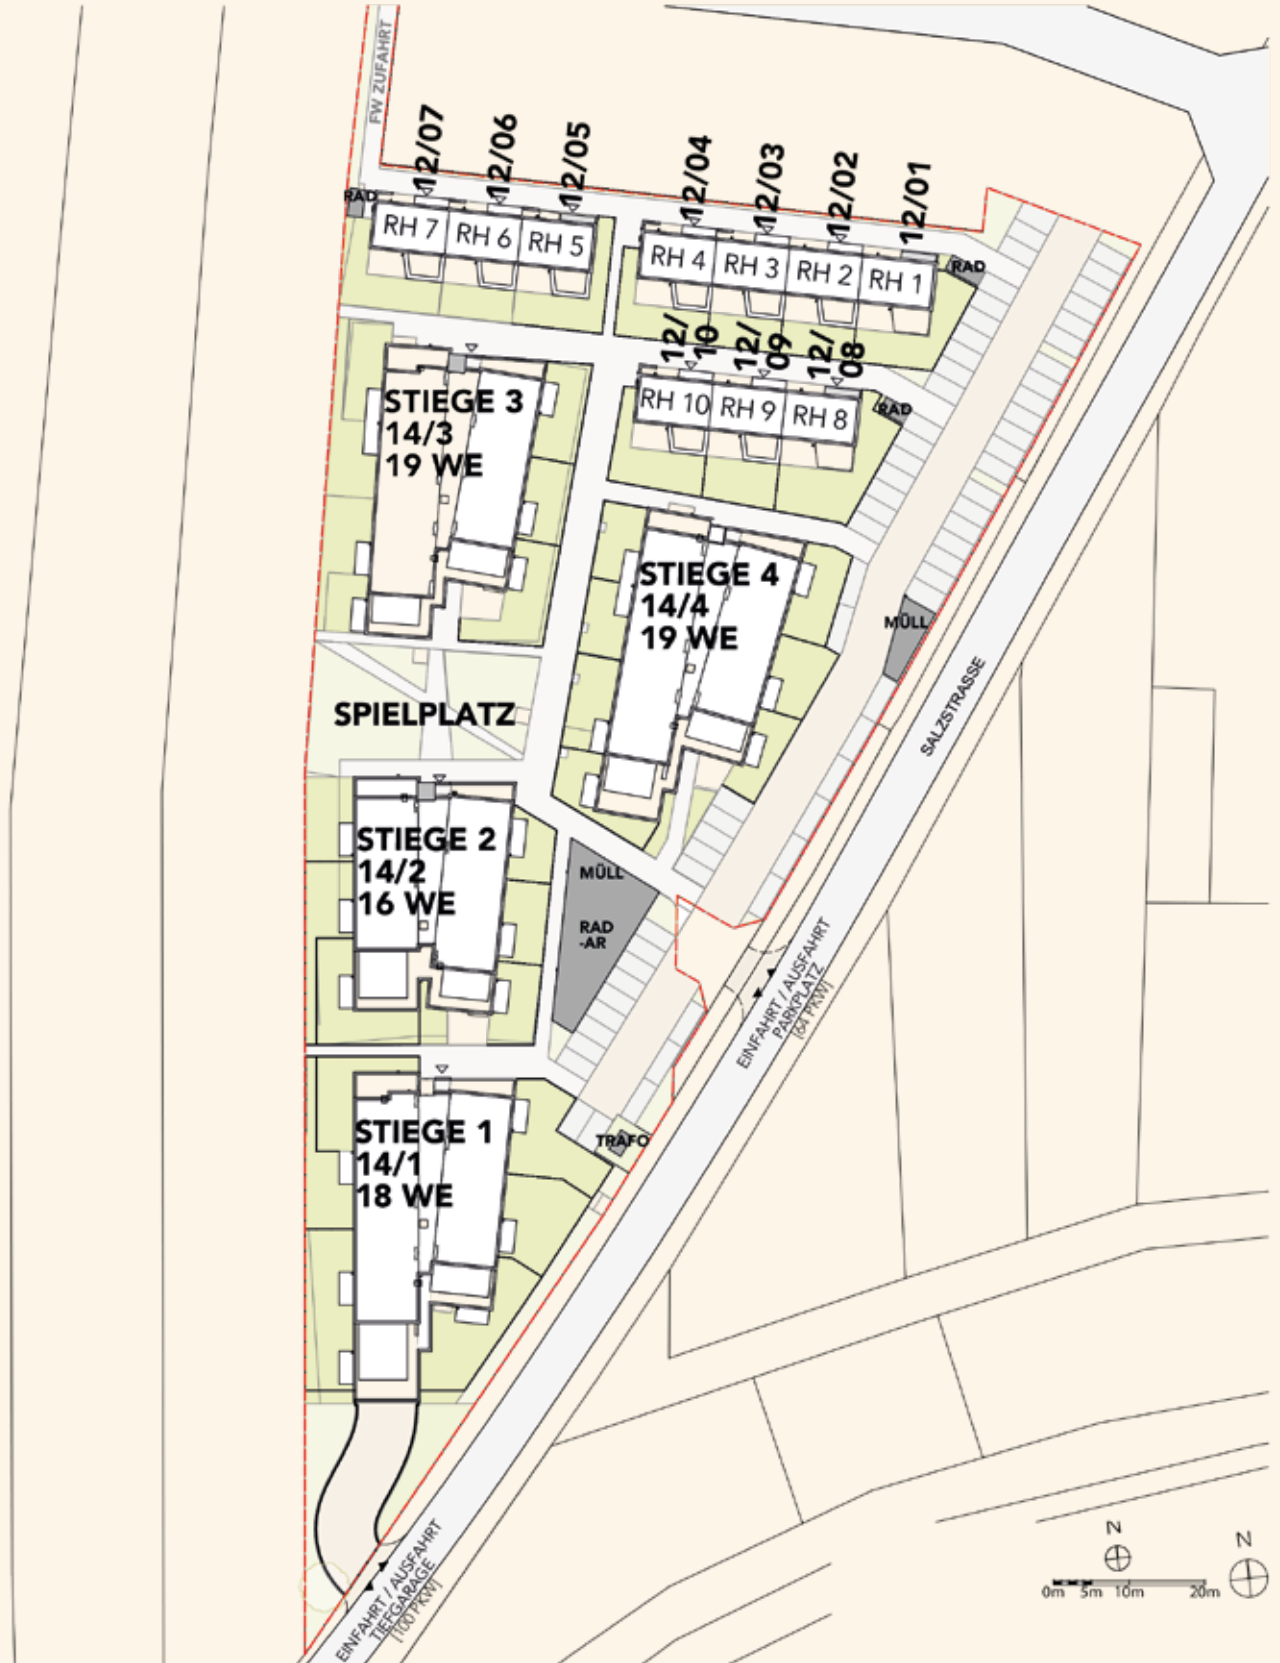 FW ZUFAHRT
12/07
12/06
12/05
12/04
12/03
12/02
12/01
RAD
RH 7
RH 6
RH 5
RH 4
RH 3
RH 2
RH 1
RAD
12/
10
12/
09
12/
08
RH 10
RH 9
RH 8
RAD
STIEGE 3
14/3
19 WE
STIEGE 4
14/4
19 WE
MÜLL
SALZSTRASSE
SPIELPLATZ
STIEGE 2
14/2
16 WE
MÜLL
RAD
-AR
EINFAHRT / AUSFAHRT
PARKPLATZ
[64 PKW]
STIEGE 1
14/1
18 WE
TRAFO
EINFAHRT / AUSFAHRT
TIEFGARAGE
[100 PKW]
N
N
0m 5m 10m 20m